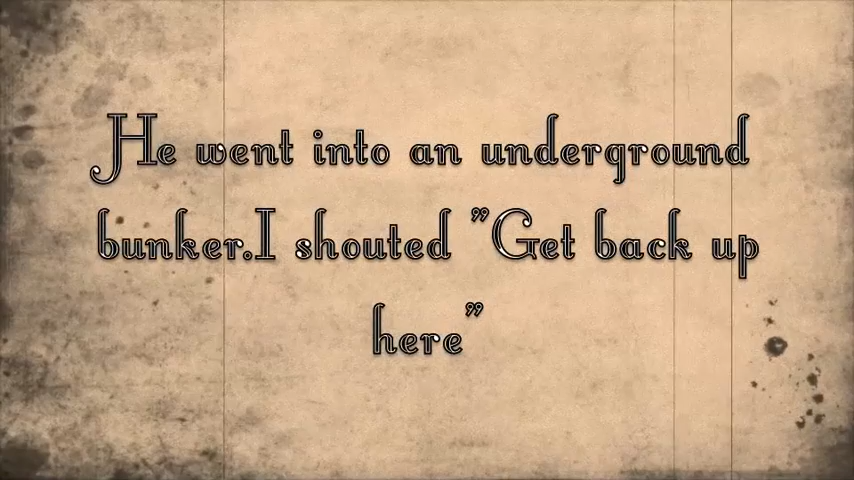 He went into an underground
bunker.I shouted "Get back up
here"